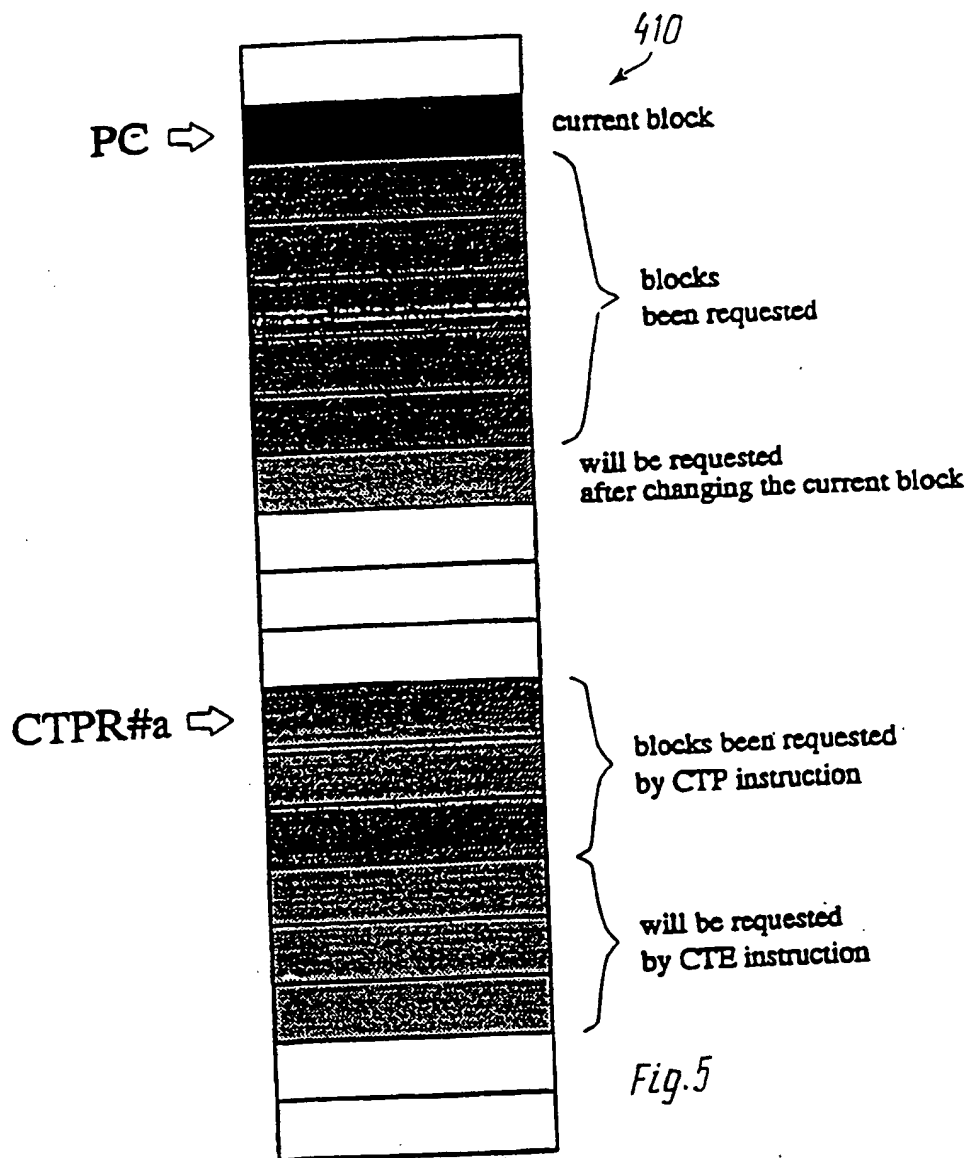 410
PC
current block
blocks
been requested
will be requested
after changing the current block
CTPR#a
blocks been requested
by CTP instruction
will be requested
by CTE instruction
Fig.5